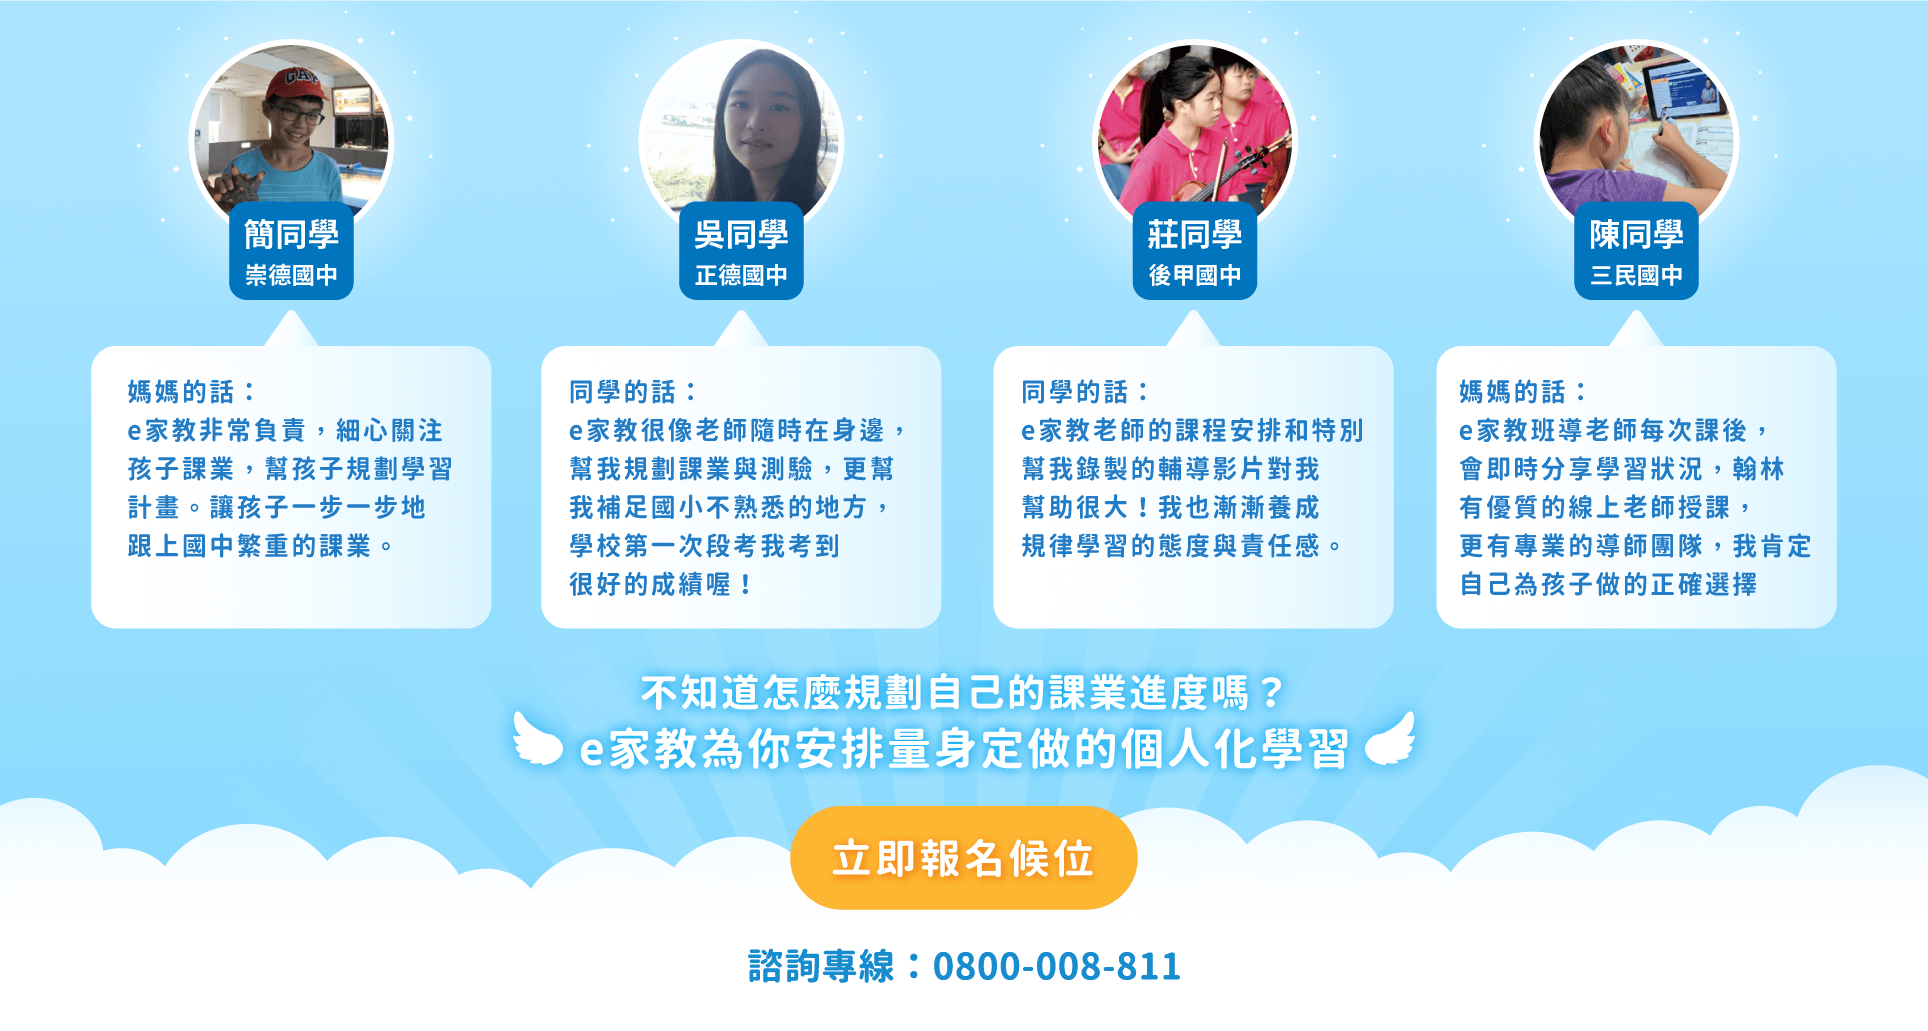 GAP
簡同學
崇德國中
媽媽的話：
e家教非常負責，細心關注
孩子課業，幫孩子規劃學習
計畫。讓孩子一步一步地
跟上國中繁重的課業。
吳同學
正德國中
同學的話：
e家教很像老師隨時在身邊，
幫我規劃課業與測驗，更幫
我補足國小不熟悉的地方，
學校第一次段考我考到
很好的成績喔！
莊同學
後甲國中
同學的話：
e家教老師的課程安排和特別
幫我錄製的輔導影片對我
幫助很大！我也漸漸養成
規律學習的態度與責任感。
陳同學
三民國中
媽媽的話：
e家教班導老師每次課後，
會即時分享學習狀況，翰林
有優質的線上老師授課，
更有專業的導師團隊，我肯定
自己為孩子做的正確選擇
不知道怎麼規劃自己的課業進度嗎？
e家教為你安排量身定做的個人化學習
立即報名候位
諮詢專線：0800-008-811